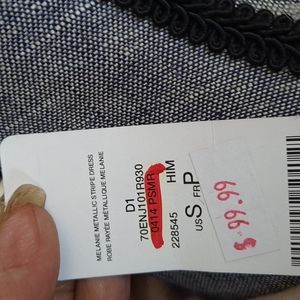 MELANIE METALLIC STRIPE DRESS
ROBE RAYÉE MÉTALLIQUE MELANIE
D1
70ENJ101R930
0414 PSMR
HIM
228545
US S FR P
$99.99